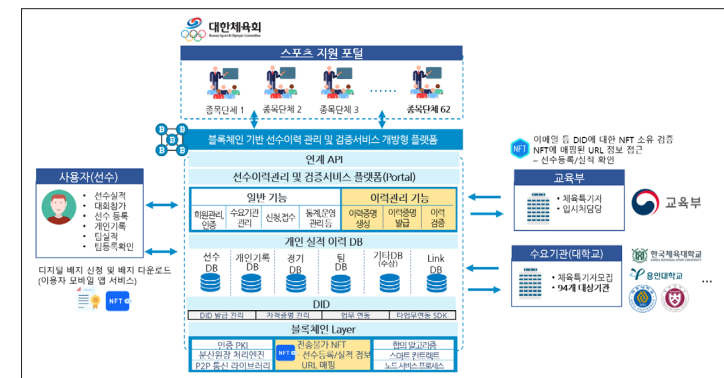 대한체육회
Korean Sport & Olympic Committee
스포츠 지원 포털
종목단체 1
종목단체 2
종목단체 3
......
종목단체 62
블록체인 기반 선수이력 관리 및 검증서비스 개방형 플랫폼
연계 API
선수이력관리 및 검증서비스 플랫폼(Portal)
일반 기능
이력관리 기능
회원관리,
인증
수요기관
관리
신청,접수
통계,운영
관리 등
이력증명
생성
이력증명
발급
이력
검증
개인 실적 이력 DB
선수
DB
개인기록
DB
경기
DB
팀
DB
기타DB
(수상)
Link
DB
DID
DID 발급 관리
자격증명 관리
업무 연동
타업무연동 SDK
블록체인 Layer
인증 PKI
분산원장 처리엔진
P2P 통신 라이브러리
NFT
전송불가 NFT
- 선수등록/실적 정보
URL 매핑
합의 알고리즘
스마트 컨트랙트
노드 서비스 프로세스
사용자(선수)
• 선수실적
• 대회참가
• 선수 등록
• 개인기록
• 팀실적
• 팀등록확인
디지털 배지 신청 및 배지 다운로드
(이용자 모바일 앱 서비스)
NFT
NFT
이메일 등 DID에 대한 NFT 소유 검증
NFT에 매핑된 URL 정보 접근
– 선수등록/실적 확인
교육부
• 체육특기자
• 입시처담당
교육부
수요기관(대학교)
• 체육특기자모집
• 94개 대상기관
한국체육대학교
용인대학교
...